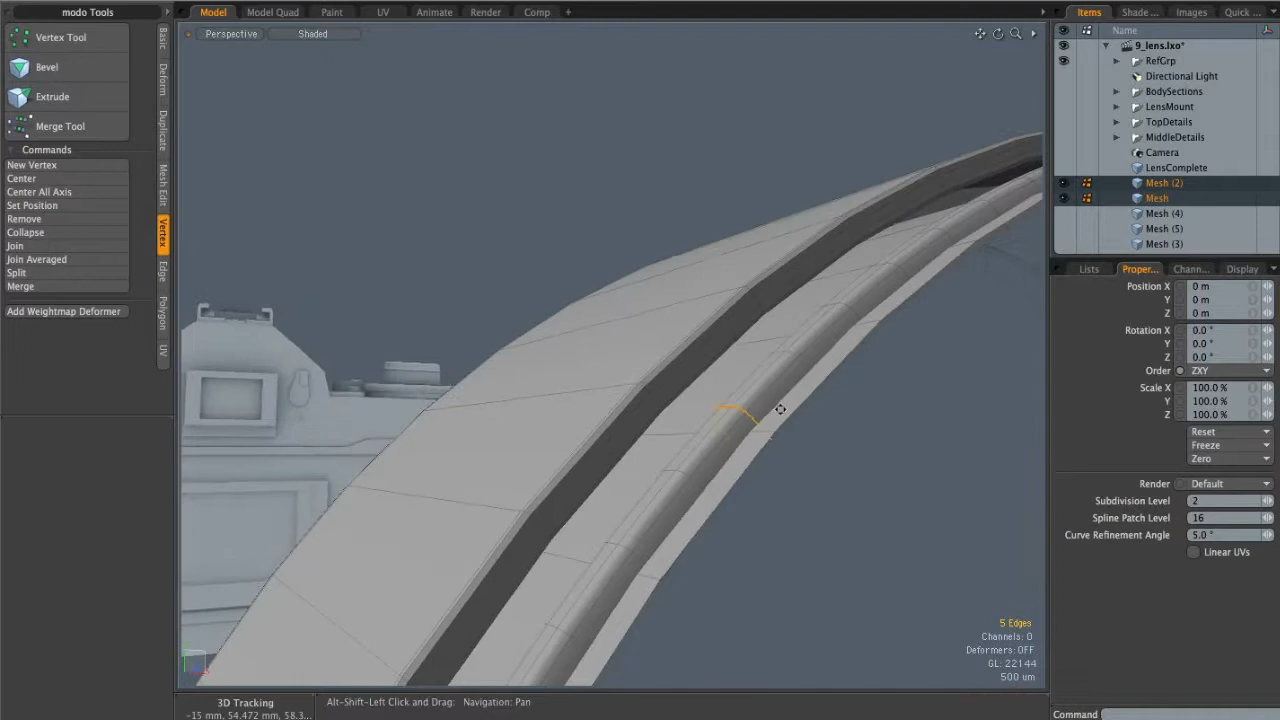 modo Tools
Vertex Tool
Bevel
Extrude
Merge Tool
Commands
New Vertex
Center
Center All Axis
Set Position
Remove
Collapse
Join
Join Averaged
Split
Merge
Add Weightmap Deformer
Basic
Deform
Duplicate
Mesh Edit
Vertex
Edge
Polygon
UV
Model
Model Quad
Paint
UV
Animate
Render
Comp
+
Perspective
Shaded
5 Edges
Channels: 0
Deformers: OFF
GL: 22144
500 um
3D Tracking
-15 mm, 54.472 mm, 58.3...
Alt-Shift-Left Click and Drag: Navigation: Pan
Items
Shade ...
Images
Quick ...
Name
9_lens.lxo*
RefGrp
Directional Light
BodySections
LensMount
TopDetails
MiddleDetails
Camera
LensComplete
Mesh (2)
Mesh
Mesh (4)
Mesh (5)
Mesh (3)
Lists
Proper...
Chann...
Display
Position X 0 m
Y 0 m
Z 0 m
Rotation X 0.0 °
Y 0.0 °
Z 0.0 °
Order ZXY
Scale X 100.0 %
Y 100.0 %
Z 100.0 %
Reset
Freeze
Zero
Render Default
Subdivision Level 2
Spline Patch Level 16
Curve Refinement Angle 5.0 °
Linear UVs
Command